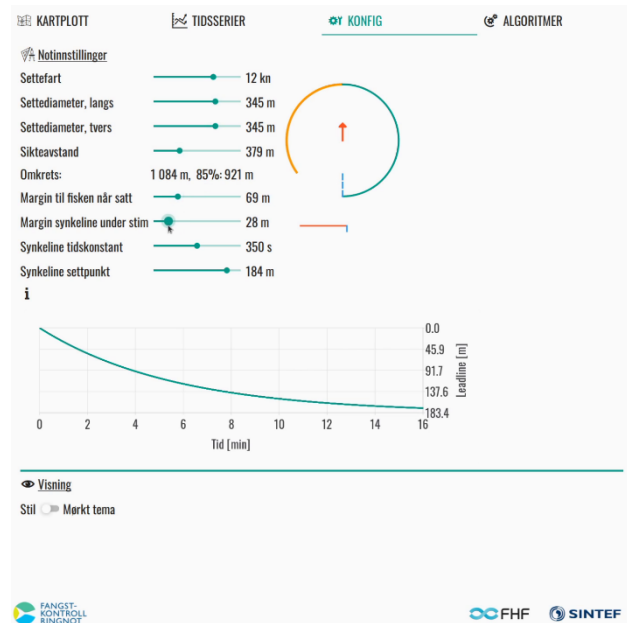 KARTPLOTT TIDSSERIER KONFIG ALGORITMER
Notinnstillinger
Settefart 12 kn
Settediameter, langs 345 m
Settediameter, tvers 345 m
Sikteavstand 379 m
Omkrets: 1 084 m, 85%: 921 m
Margin til fisken når satt 69 m
Margin synkeline under stim 28 m
Synkeline tidskonstant 350 s
Synkeline settpunkt 184 m
i
0.0
45.9
91.7
137.6
183.4
Leadline [m]
0 2 4 6 8 10 12 14 16
Tid [min]
Visning
Stil Mørkt tema
FANGST-
KONTROLL
RINGNOT
FHF SINTEF